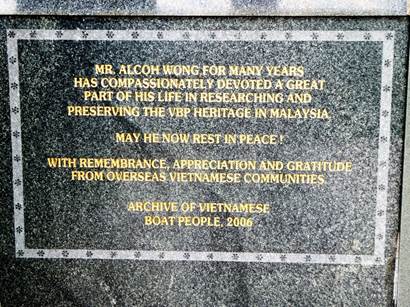 MR. ALCOH WONG, FOR MANY YEARS
HAS COMPASSIONATELY DEVOTED A GREAT
PART OF HIS LIFE IN RESEARCHING AND
PRESERVING THE VBP HERITAGE IN MALAYSIA.
MAY HE NOW REST IN PEACE !
WITH REMEMBRANCE, APPRECIATION AND GRATITUDE
FROM OVERSEAS VIETNAMESE COMMUNITIES.
ARCHIVE OF VIETNAMESE
BOAT PEOPLE, 2006